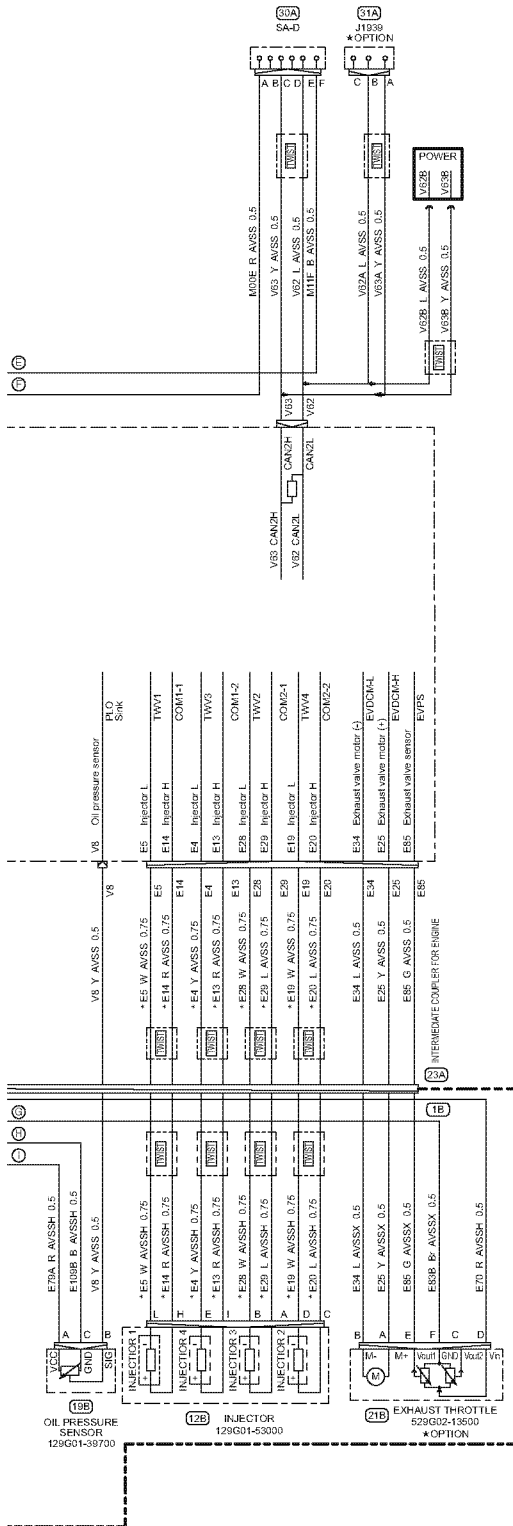 30A
SA-D
31A
J1939
★OPTION
A B C D E F
C B A
TWIST
TWIST
POWER
V62B
V63B
M00E R AVSS 0.5
V63 Y AVSS 0.5
V62 L AVSS 0.5
M11F B AVSS 0.5
V62A L AVSS 0.5
V63A Y AVSS 0.5
V62B L AVSS 0.5
V63B Y AVSS 0.5
TWIST
E
F
V63
V62
CAN2H
CAN2L
V63 CAN2H
V62 CAN2L
PLO
Sink
TWV1
COM1-1
TWV3
COM1-2
TWV2
COM2-1
TWV4
COM2-2
EVDCM-L
EVDCM-H
EVPS
V8 Oil pressure sensor
E5 Injector L
E14 Injector H
E4 Injector L
E13 Injector H
E28 Injector L
E29 Injector H
E19 Injector L
E20 Injector H
E34 Exhaust valve motor (-)
E25 Exhaust valve motor (+)
E85 Exhaust valve sensor
V8
E5
E14
E4
E13
E28
E29
E19
E20
E34
E25
E85
V8 Y AVSS 0.5
* E5 W AVSS 0.75
* E14 R AVSS 0.75
* E4 Y AVSS 0.75
* E13 R AVSS 0.75
* E28 W AVSS 0.75
* E29 L AVSS 0.75
* E19 W AVSS 0.75
* E20 L AVSS 0.75
E34 L AVSS 0.5
E25 Y AVSS 0.5
E85 G AVSS 0.5
INTERMEDIATE COUPLER FOR ENGINE
TWIST
TWIST
TWIST
TWIST
23A
1B
G
H
I
TWIST
TWIST
TWIST
TWIST
E79A R AVSSH 0.5
E109B B AVSSH 0.5
V8 Y AVSS 0.5
* E5 W AVSSH 0.75
* E14 R AVSSH 0.75
* E4 Y AVSSH 0.75
* E13 R AVSSH 0.75
* E28 W AVSSH 0.75
* E29 L AVSSH 0.75
* E19 W AVSSH 0.75
* E20 L AVSSH 0.75
E34 L AVSSX 0.5
E25 Y AVSSX 0.5
E85 G AVSSX 0.5
E83B Br AVSSX 0.5
E70 R AVSSH 0.5
A C B
L H E I B A D C
B A E F C D
VCC
GND
SIG
INJECTIOR 1
INJECTIOR 4
INJECTIOR 3
INJECTIOR 2
M- M+ Vout1 GND Vout2 Vin
M
19B
OIL PRESSURE
SENSOR
129G01-39700
12B
INJECTOR
129G01-53000
21B
EXHAUST THROTTLE
529G02-13500
★OPTION